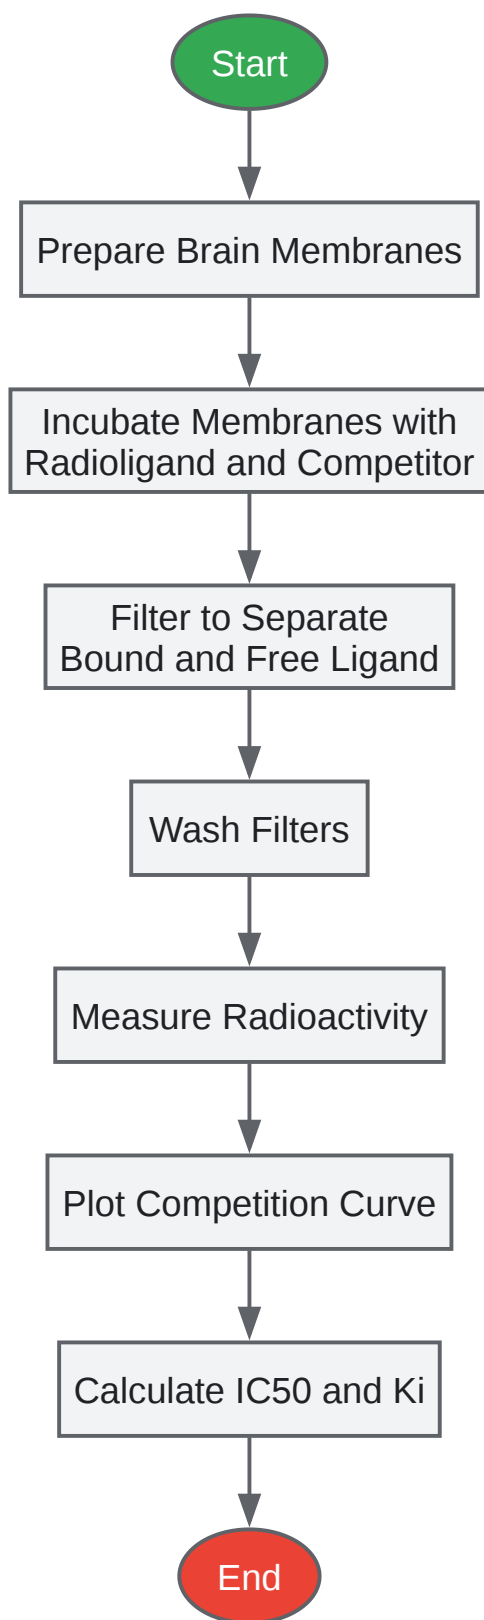 Start
Prepare Brain Membranes
Incubate Membranes with
Radioligand and Competitor
Filter to Separate
Bound and Free Ligand
Wash Filters
Measure Radioactivity
Plot Competition Curve
Calculate IC50 and Ki
End